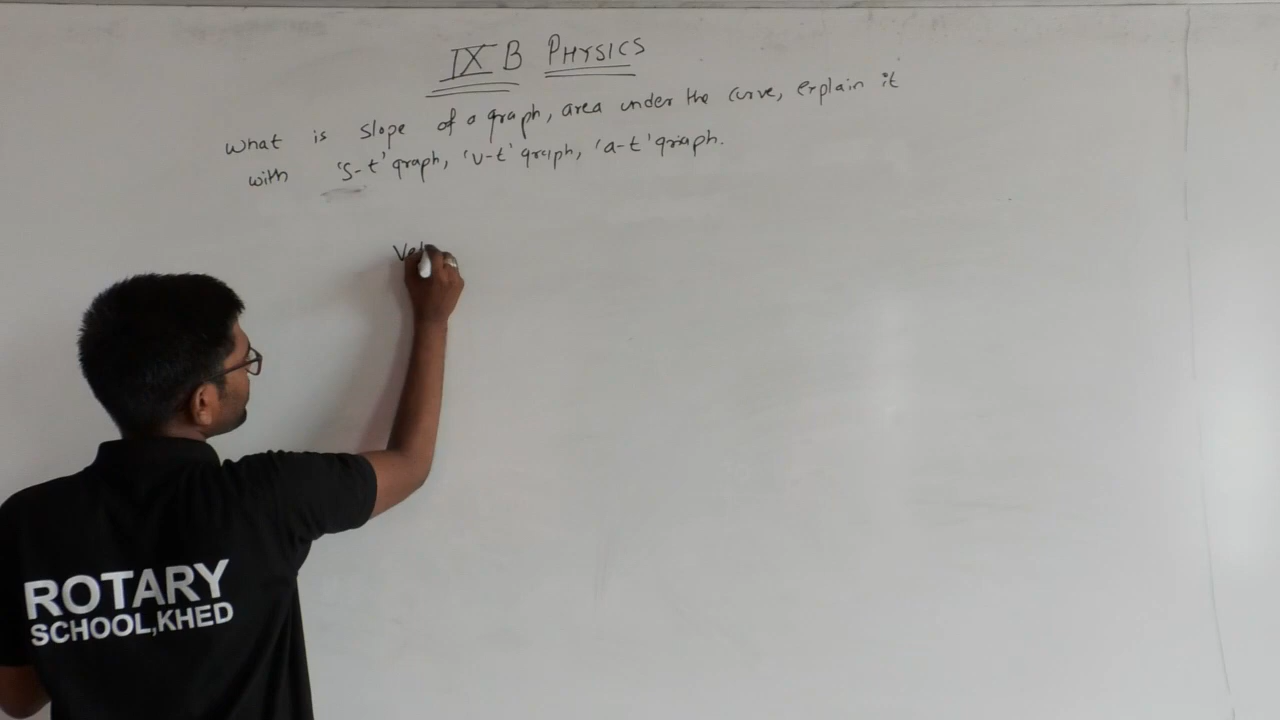 IX B PHYSICS
What is slope of a graph, area under the curve, explain it
with 's-t' graph, 'v-t' graph, 'a-t' graph.
Vel
ROTARY
SCHOOL,KHED